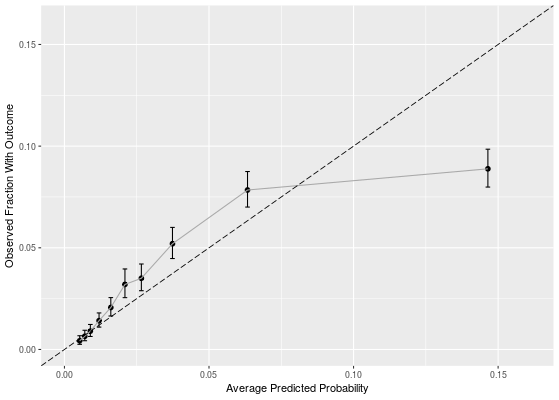 Observed Fraction With Outcome
0.15
0.10
0.05
0.00
0.00 0.05 0.10 0.15
Average Predicted Probability